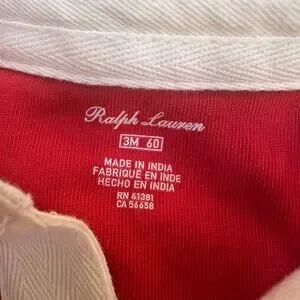 Ralph Lauren
3M 60
MADE IN INDIA
FABRIQUÉ EN INDE
HECHO EN INDIA
RN 41381
CA 56658